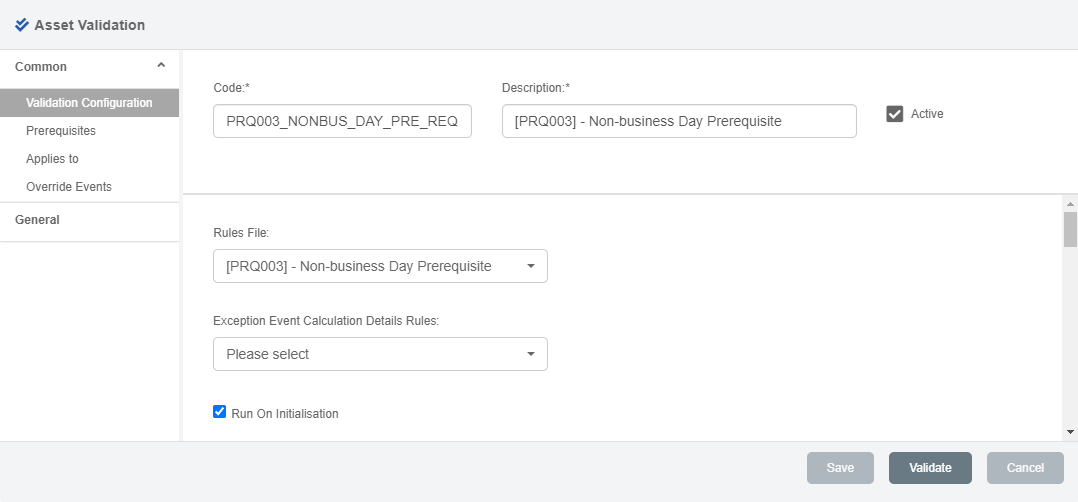 Asset Validation
Common
Validation Configuration
Prerequisites
Applies to
Override Events
General
Code:*
PRQ003_NONBUS_DAY_PRE_REQ
Description:*
[PRQ003] - Non-business Day Prerequisite
Active
Rules File:
[PRQ003] - Non-business Day Prerequisite
Exception Event Calculation Details Rules:
Please select
Run On Initialisation
Save
Validate
Cancel